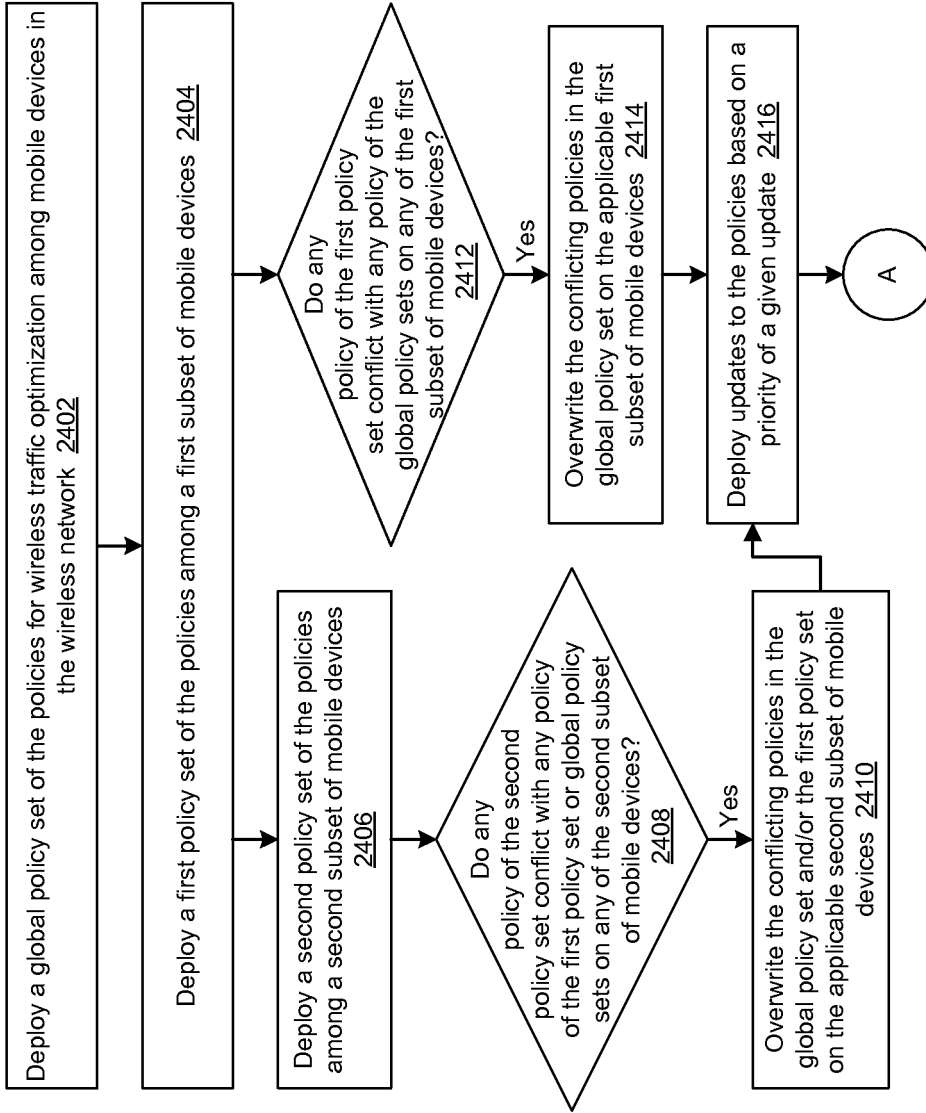 Deploy a global policy set of the policies for wireless traffic optimization among mobile devices in
the wireless network 2402
Deploy a first policy set of the policies among a first subset of mobile devices 2404
Deploy a second policy set of the policies
among a second subset of mobile devices
2406
Do any
policy of the second
policy set conflict with any policy
of the first policy set or global policy
sets on any of the second subset
of mobile devices?
2408
Yes
Overwrite the conflicting policies in the
global policy set and/or the first policy set
on the applicable second subset of mobile
devices 2410
Do any
policy of the first policy
set conflict with any policy of the
global policy sets on any of the first
subset of mobile devices?
2412
Yes
Overwrite the conflicting policies in the
global policy set on the applicable first
subset of mobile devices 2414
Deploy updates to the policies based on a
priority of a given update 2416
A